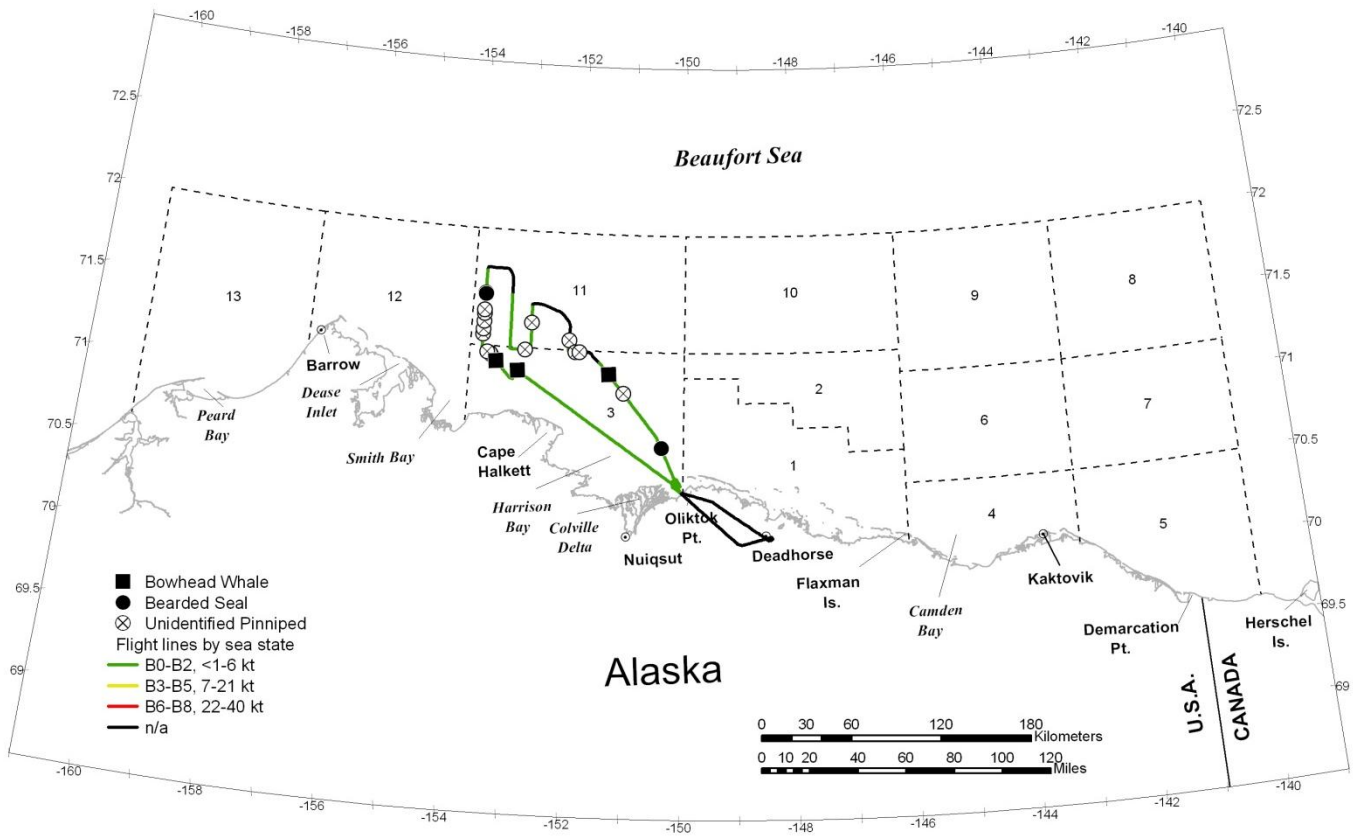 -160
-156
-154
-152
-150
-148
-146
-144
-142
-140
72.5
72.5
Beaufort Sea
72
72
71.5
71.5
13
12
11
10
9
8
71
71
Barrow
Dease
Inlet
Peard
Bay
Smith Bay
3
2
6
7
70.5
70.5
Cape
Halkett
1
Harrison
Bay
Colville
Delta
Nuiqsut
Oliktok
Pt.
Deadhorse
Flaxman
Is.
4
Kaktovik
5
70
70
Camden
Bay
Demarcation
Pt.
Herschel
Is.
69.5
69.5
Bowhead Whale
Bearded Seal
Unidentified Pinniped
Flight lines by sea state
B0-B2, <1-6 kt
B3-B5, 7-21 kt
B6-B8, 22-40 kt
n/a
Alaska
U.S.A.
CANADA
69
69
0 30 60 120 180
Kilometers
0 10 20 40 60 80 100 120
Miles
-160
-158
-156
-154
-152
-150
-148
-146
-144
-142
-140